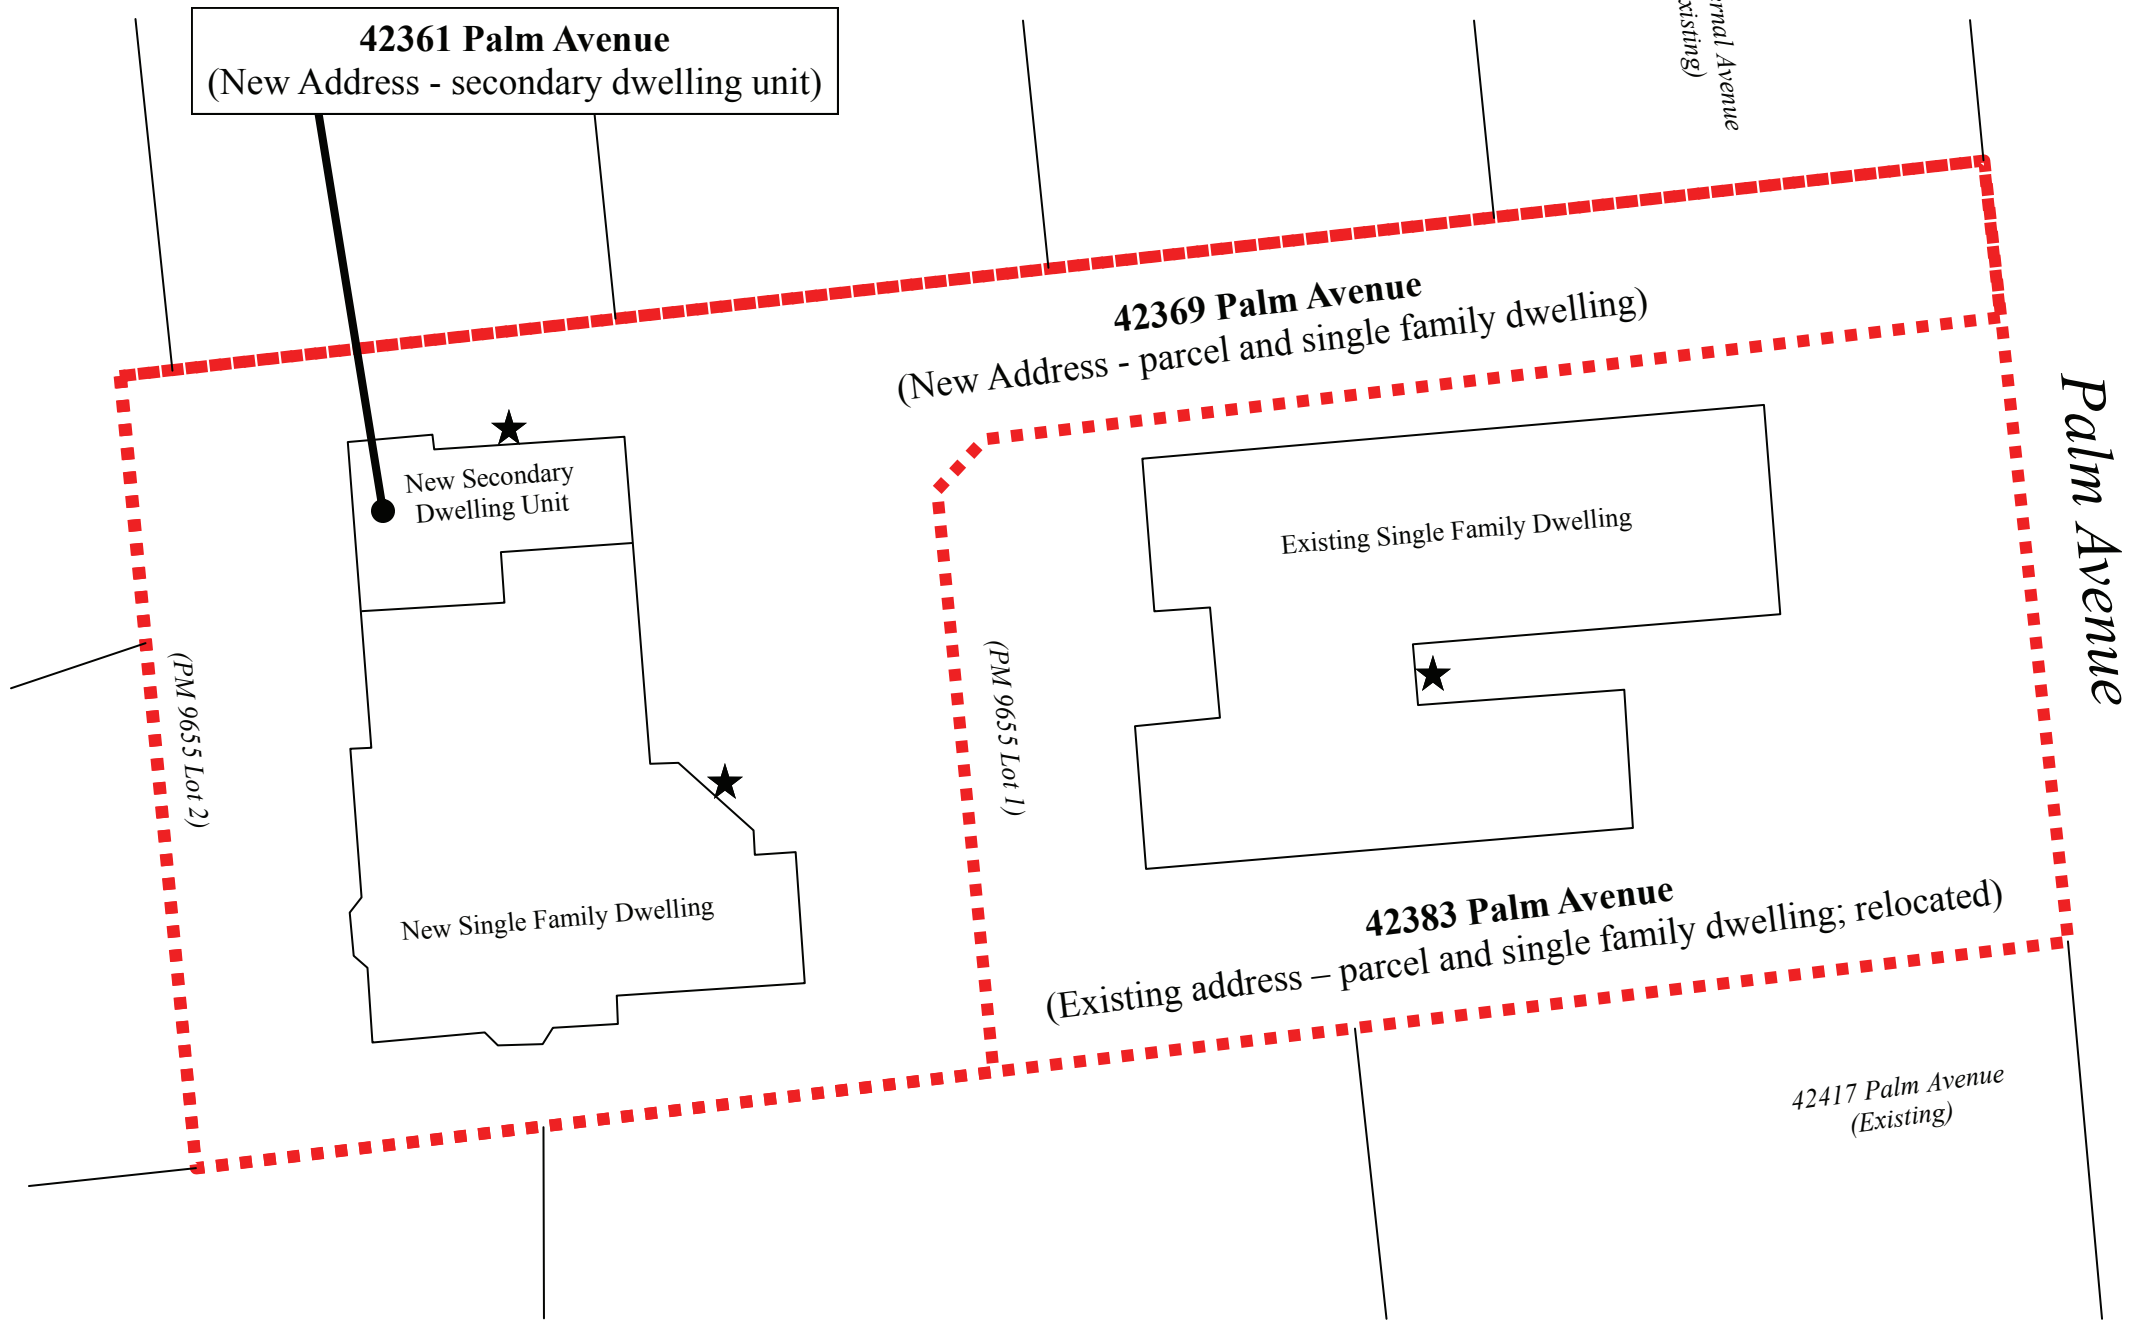 42361 Palm Avenue
(New Address - secondary dwelling unit)
Avenue
42369 Palm Avenue
(New Address - parcel and single family dwelling)
New Secondary
Dwelling Unit
Existing Single Family Dwelling
Palm Avenue
(PM 9655 Lot 2)
(PM 9655 Lot 1)
New Single Family Dwelling
42383 Palm Avenue
(Existing address – parcel and single family dwelling; relocated)
42417 Palm Avenue
(Existing)